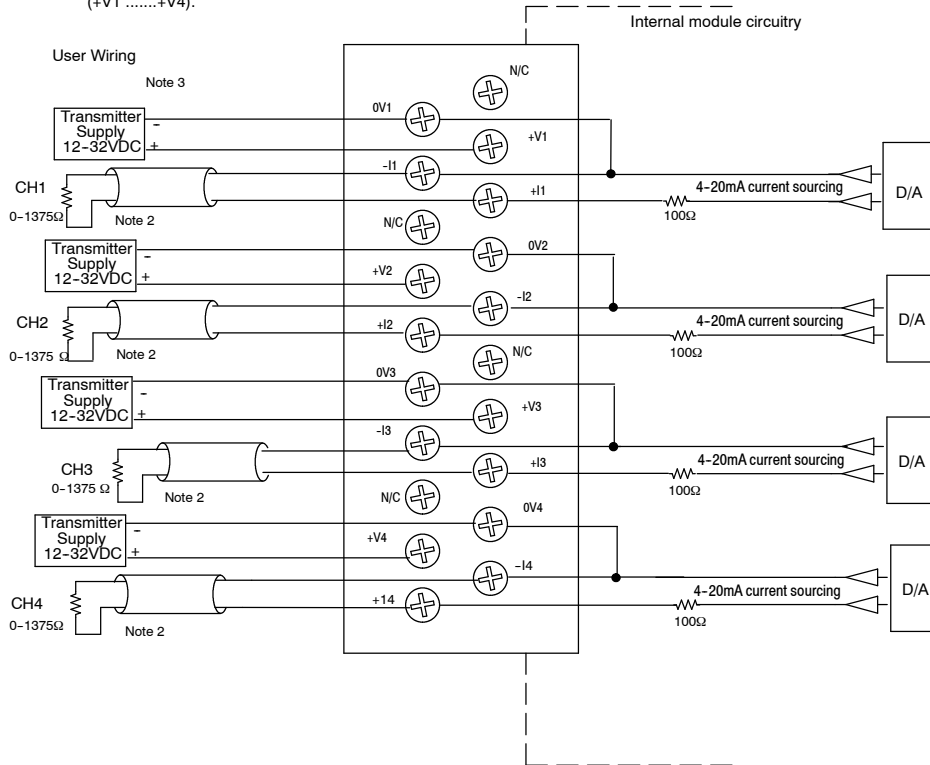 (+V1 .......+V4).
Internal module circuitry
User Wiring
Note 3
N/C
0V1
Transmitter
Supply
12-32VDC
-
+
+V1
-I1
4-20mA current sourcing
D/A
CH1
+I1
100Ω
0-1375Ω
Note 2
N/C
Transmitter
Supply
12-32VDC
-
+
0V2
+V2
-I2
CH2
4-20mA current sourcing
D/A
+I2
100Ω
0-1375 Ω
Note 2
N/C
0V3
Transmitter
Supply
12-32VDC
-
+
+V3
-I3
4-20mA current sourcing
D/A
CH3
+I3
100Ω
0-1375 Ω
Note 2
N/C
0V4
Transmitter
Supply
12-32VDC
-
+
+V4
-I4
4-20mA current sourcing
D/A
CH4
+14
100Ω
0-1375Ω
Note 2